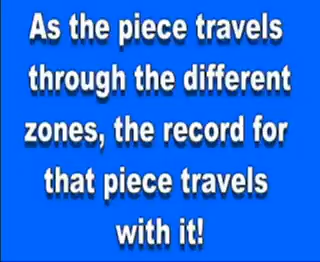 As the piece travels
through the different
zones, the record for
that piece travels
with it!